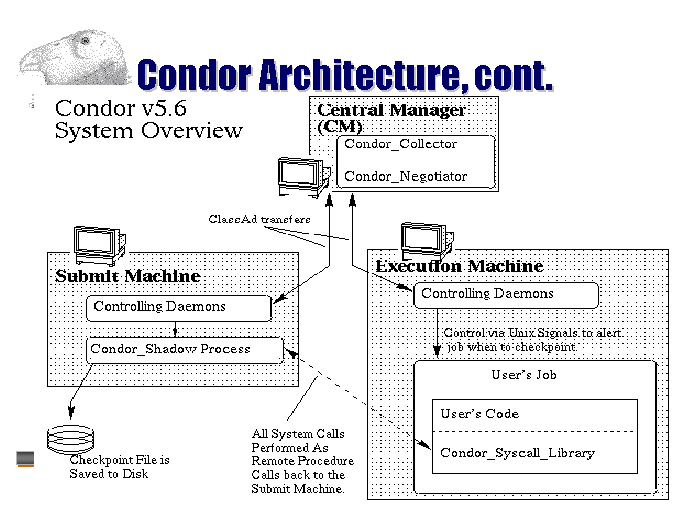 Condor Architecture, cont.
Condor v5.6
System Overview
Central Manager
(CM)
Condor_Collector
Condor_Negotiator
ClassAd transfers
Submit Machine
Controlling Daemons
Condor_Shadow Process
Checkpoint File is
Saved to Disk
All System Calls
Performed As
Remote Procedure
Calls back to the
Submit Machine.
Execution Machine
Controlling Daemons
Control via Unix Signals to alert
job when to checkpoint.
User's Job
User's Code
Condor_Syscall_Library